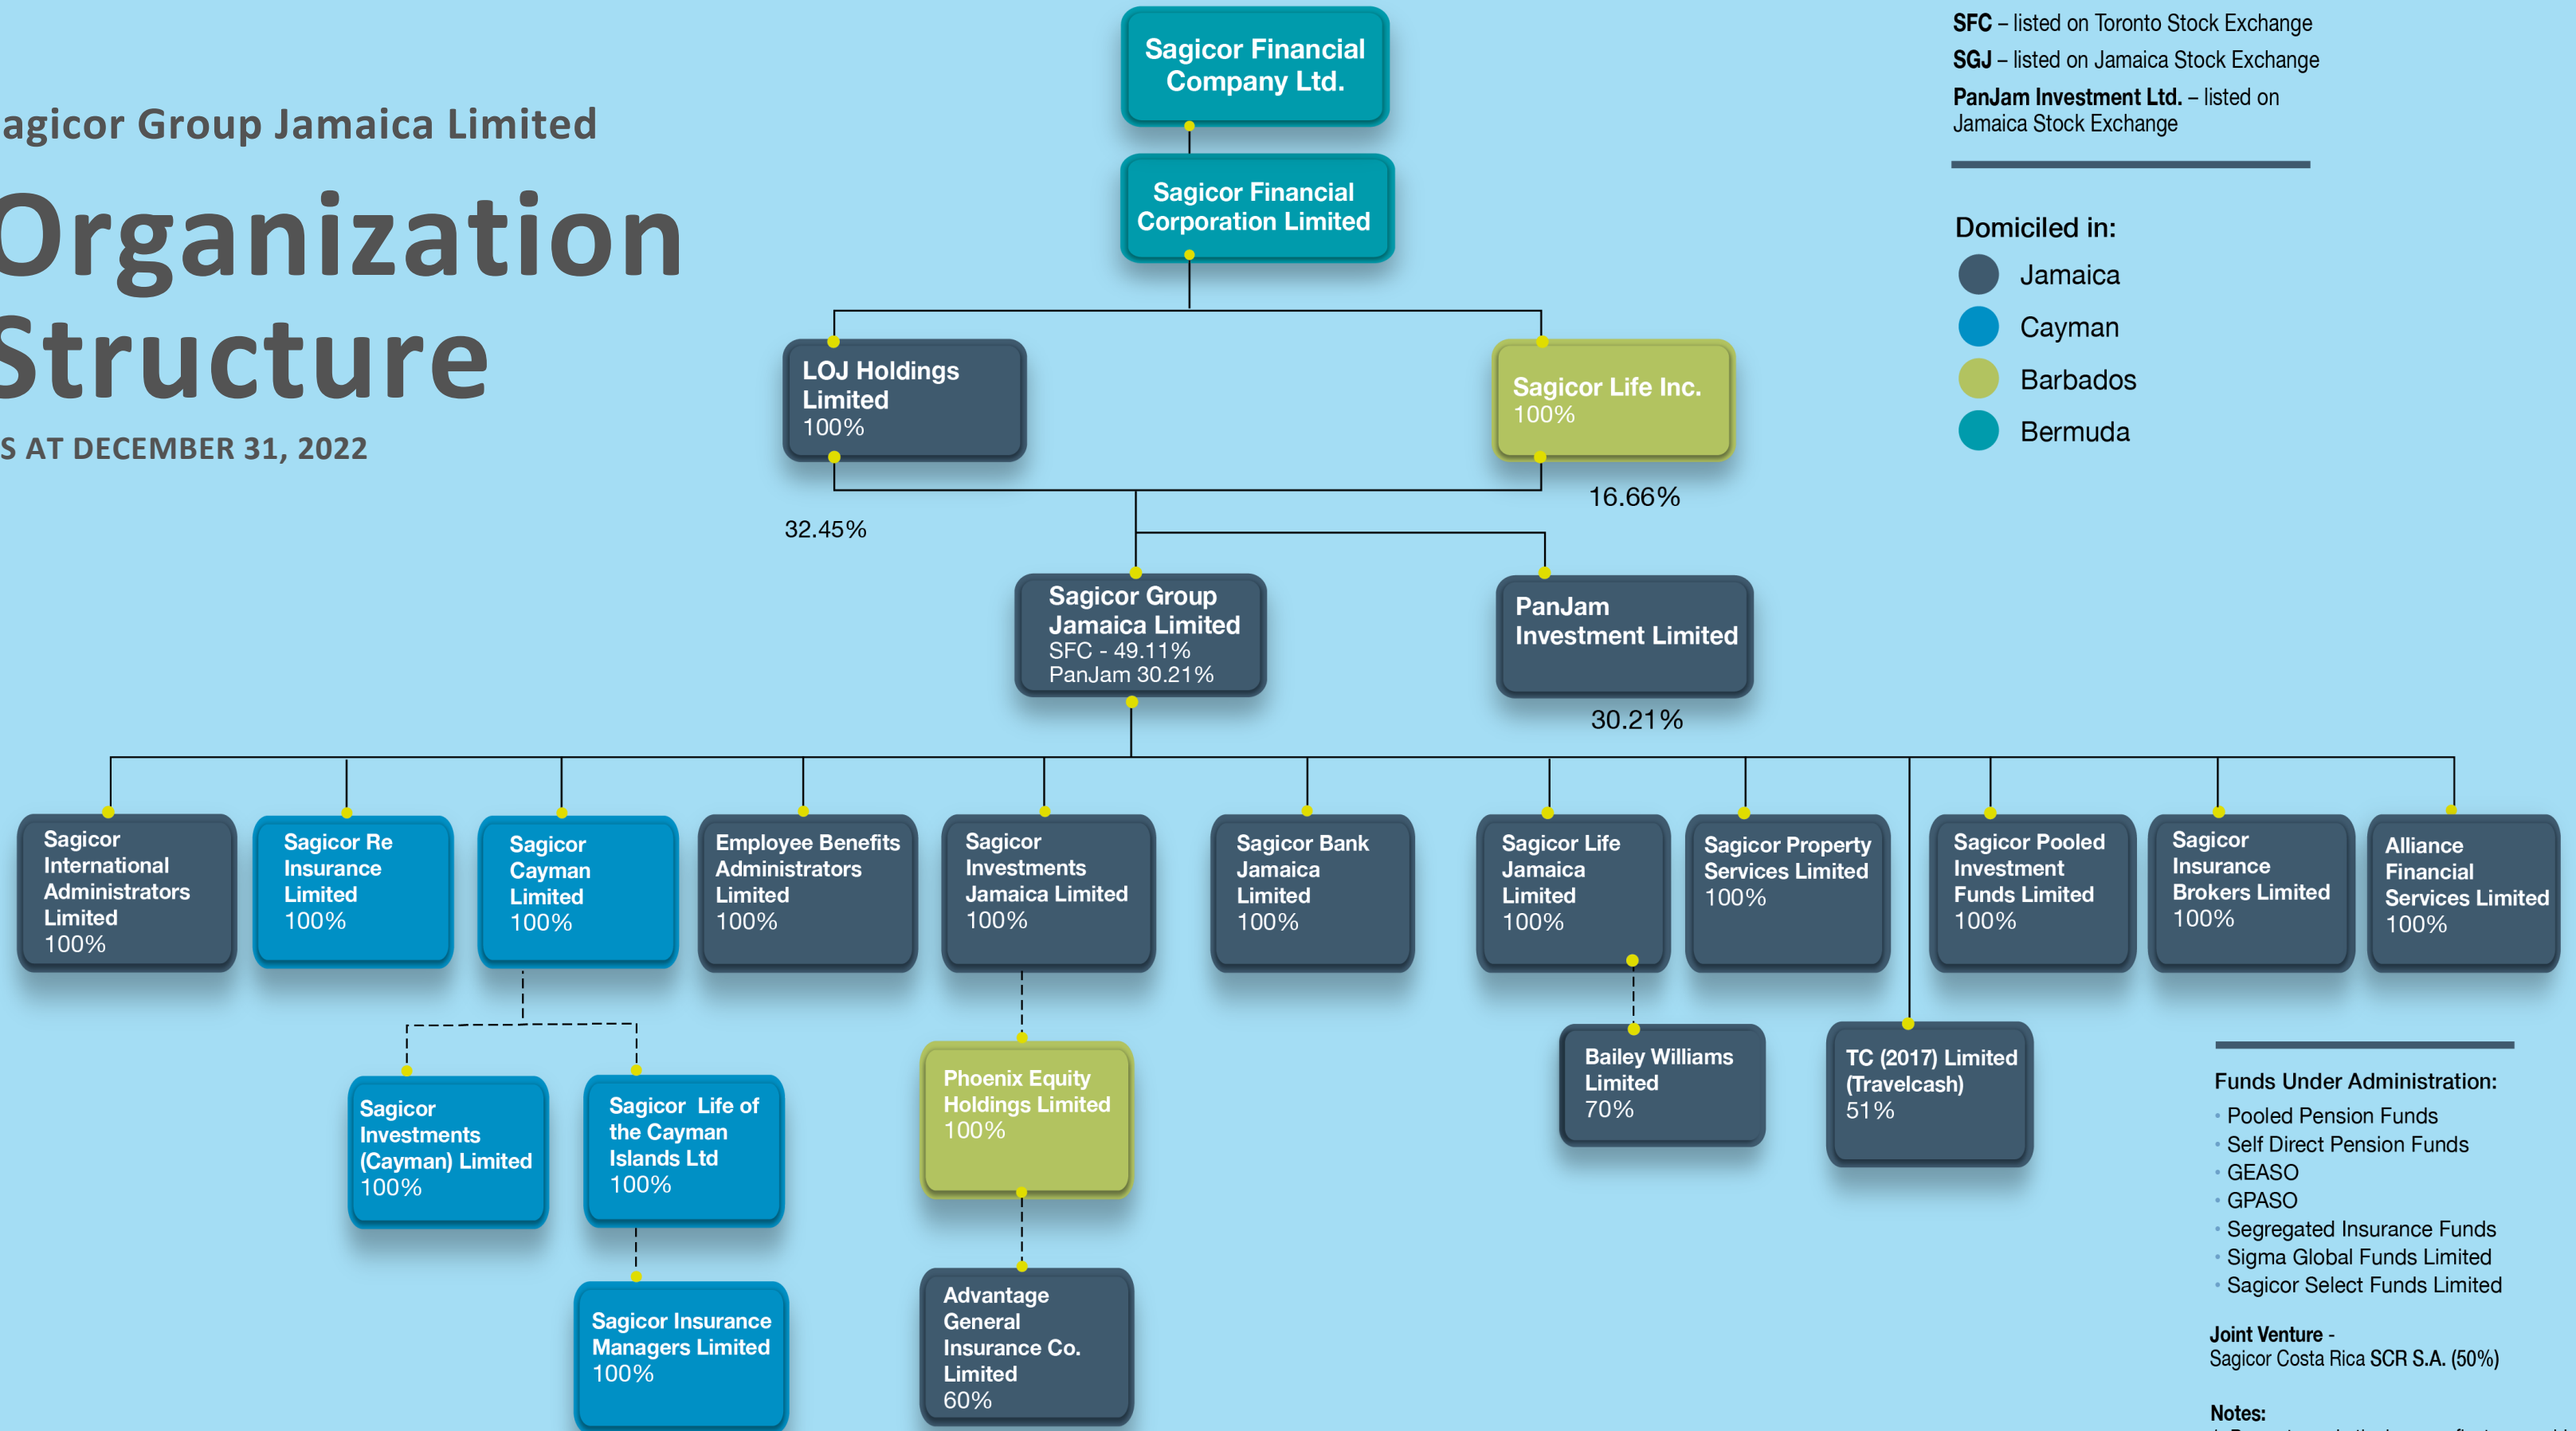 agicor Group Jamaica Limited
Organization
Structure
S AT DECEMBER 31, 2022
Sagicor Financial
Company Ltd.
Sagicor Financial
Corporation Limited
SFC – listed on Toronto Stock Exchange
SGJ – listed on Jamaica Stock Exchange
PanJam Investment Ltd. – listed on
Jamaica Stock Exchange
Domiciled in:
Jamaica
Cayman
Barbados
Bermuda
LOJ Holdings
Limited
100%
Sagicor Life Inc.
100%
32.45%
16.66%
Sagicor Group
Jamaica Limited
SFC - 49.11%
PanJam 30.21%
PanJam
Investment Limited
30.21%
Sagicor
International
Administrators
Limited
100%
Sagicor Re
Insurance
Limited
100%
Sagicor
Cayman
Limited
100%
Employee Benefits
Administrators
Limited
100%
Sagicor
Investments
Jamaica Limited
100%
Sagicor Bank
Jamaica
Limited
100%
Sagicor Life
Jamaica
Limited
100%
Sagicor Property
Services Limited
100%
Sagicor Pooled
Investment
Funds Limited
100%
Sagicor
Insurance
Brokers Limited
100%
Alliance
Financial
Services Limited
100%
Sagicor
Investments
(Cayman) Limited
100%
Sagicor Life of
the Cayman
Islands Ltd
100%
Phoenix Equity
Holdings Limited
100%
Bailey Williams
Limited
70%
TC (2017) Limited
(Travelcash)
51%
Sagicor Insurance
Managers Limited
100%
Advantage
General
Insurance Co.
Limited
60%
Funds Under Administration:
• Pooled Pension Funds
• Self Direct Pension Funds
• GEASO
• GPASO
• Segregated Insurance Funds
• Sigma Global Funds Limited
• Sagicor Select Funds Limited
Joint Venture -
Sagicor Costa Rica SCR S.A. (50%)
Notes: